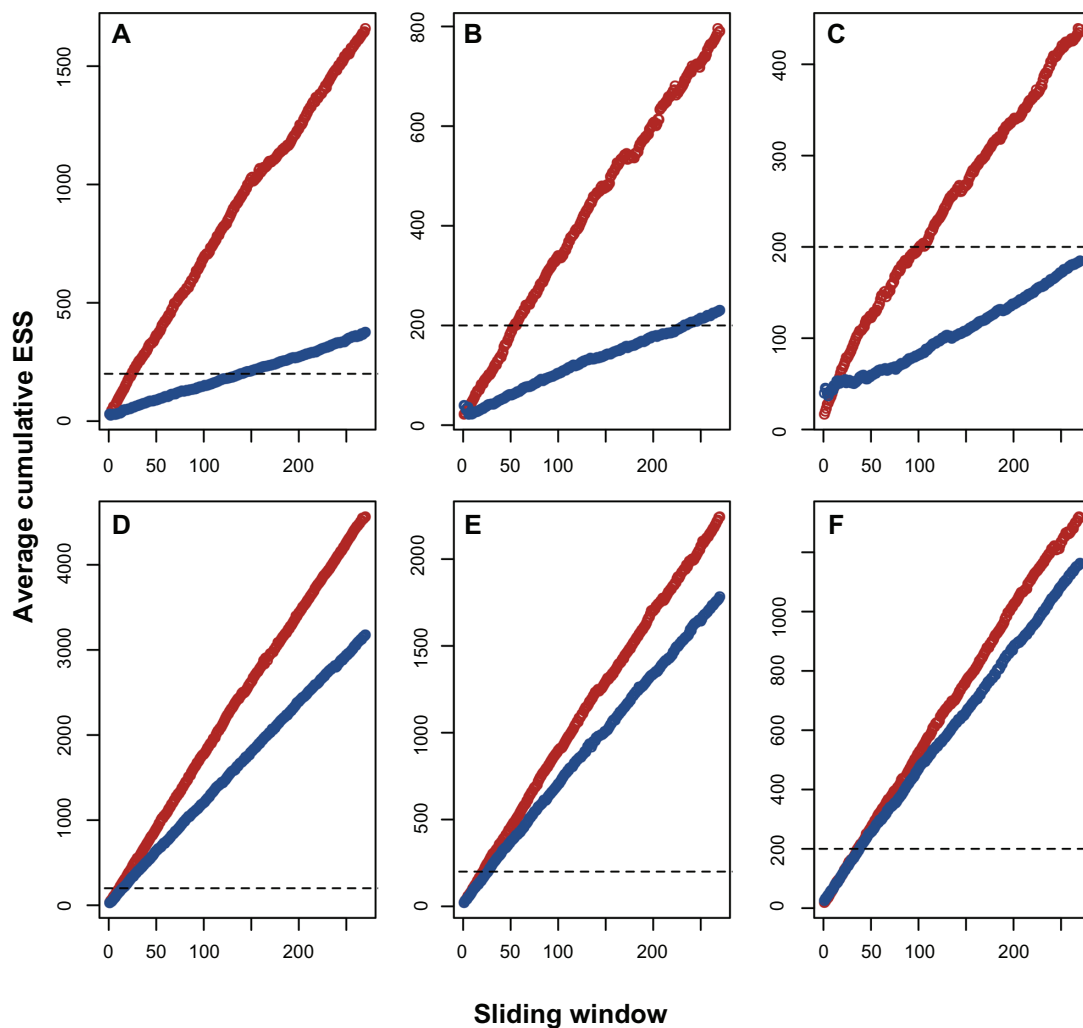 Average cumulative ESS
A
0 500 1000 1500
0 50 100 200
B
0 200 400 600 800
0 50 100 200
C
0 100 200 300 400
0 50 100 200
D
0 1000 2000 3000 4000
0 50 100 200
E
0 500 1000 1500 2000
0 50 100 200
F
0 200 400 600 800 1000
0 50 100 200
Sliding window